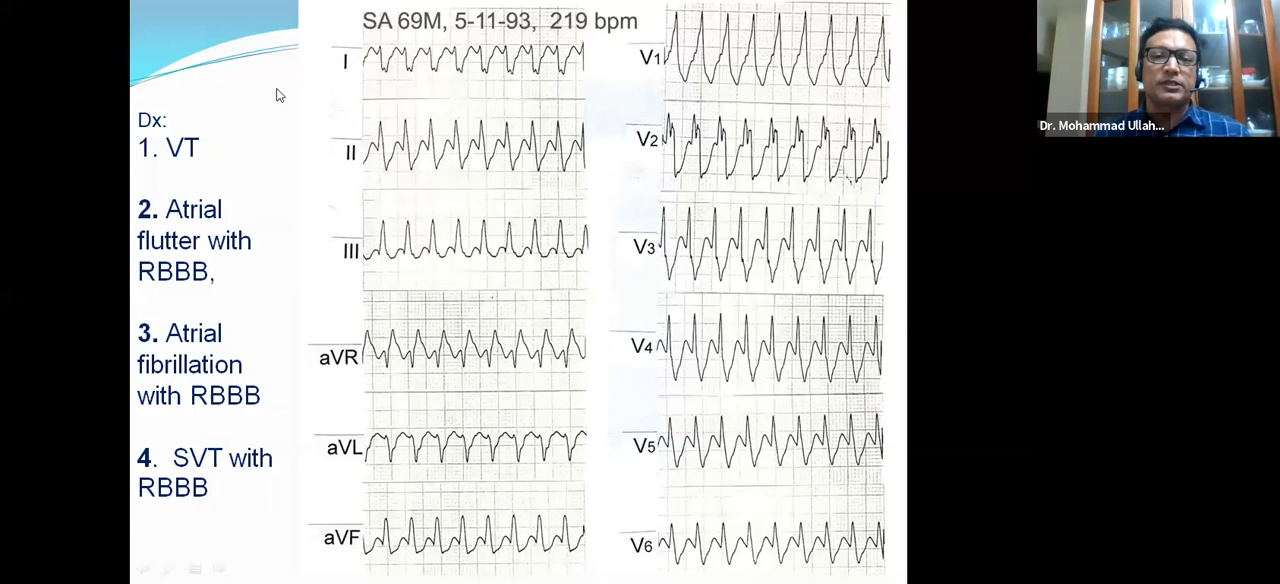 SA 69M, 5-11-93, 219 bpm
Dx:
1. VT
2. Atrial
flutter with
RBBB,
3. Atrial
fibrillation
with RBBB
4. SVT with
RBBB
I
II
III
aVR
aVL
aVF
V1
V2
V3
V4
V5
V6
Dr. Mohammad Ullah...